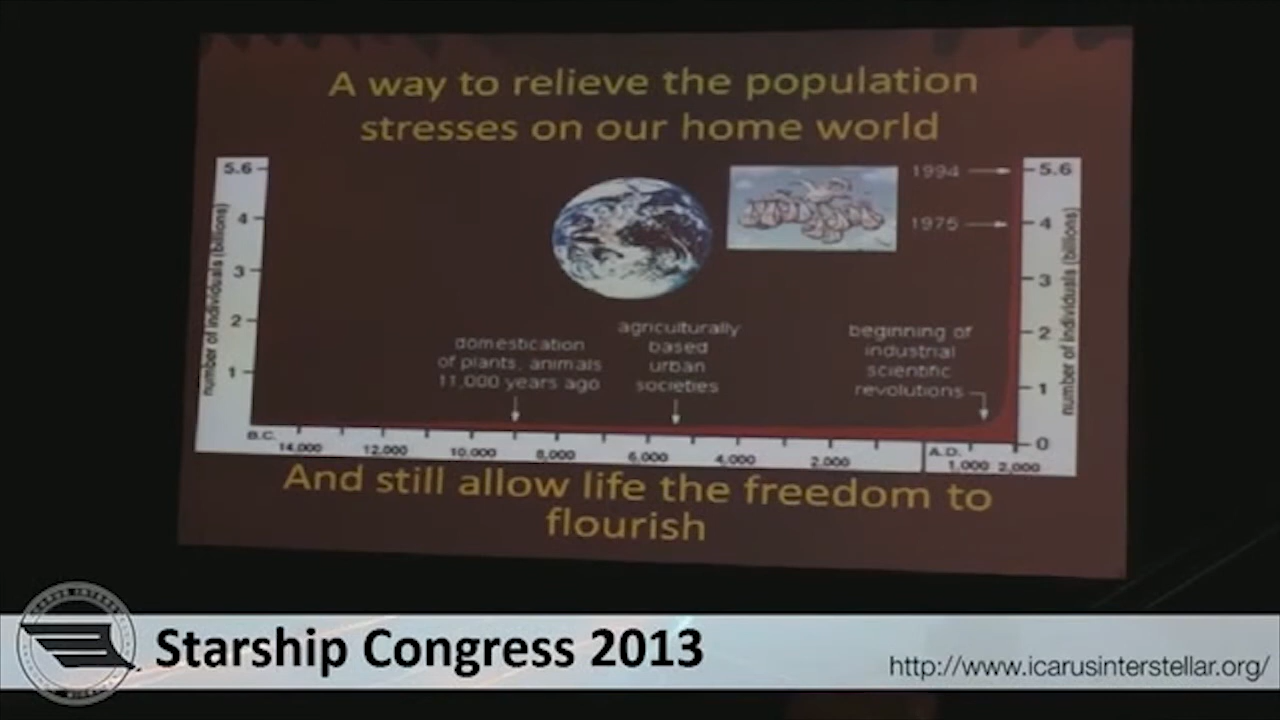 A way to relieve the population
stresses on our home world
5.6
4
3
2
1
number of individuals (billions)
1994
1975
5.6
4
3
2
1
0
number of individuals (billions)
domestication
of plants, animals
11,000 years ago
agriculturally
based
urban
societies
beginning of
industrial
scientific
revolutions
B.C.
14,000
12,000
10,000
8,000
6,000
4,000
2,000
A.D.
1,000 2,000
And still allow life the freedom to
flourish
ICARUS INTERS
Starship Congress 2013
http://www.icarusinterstellar.org/